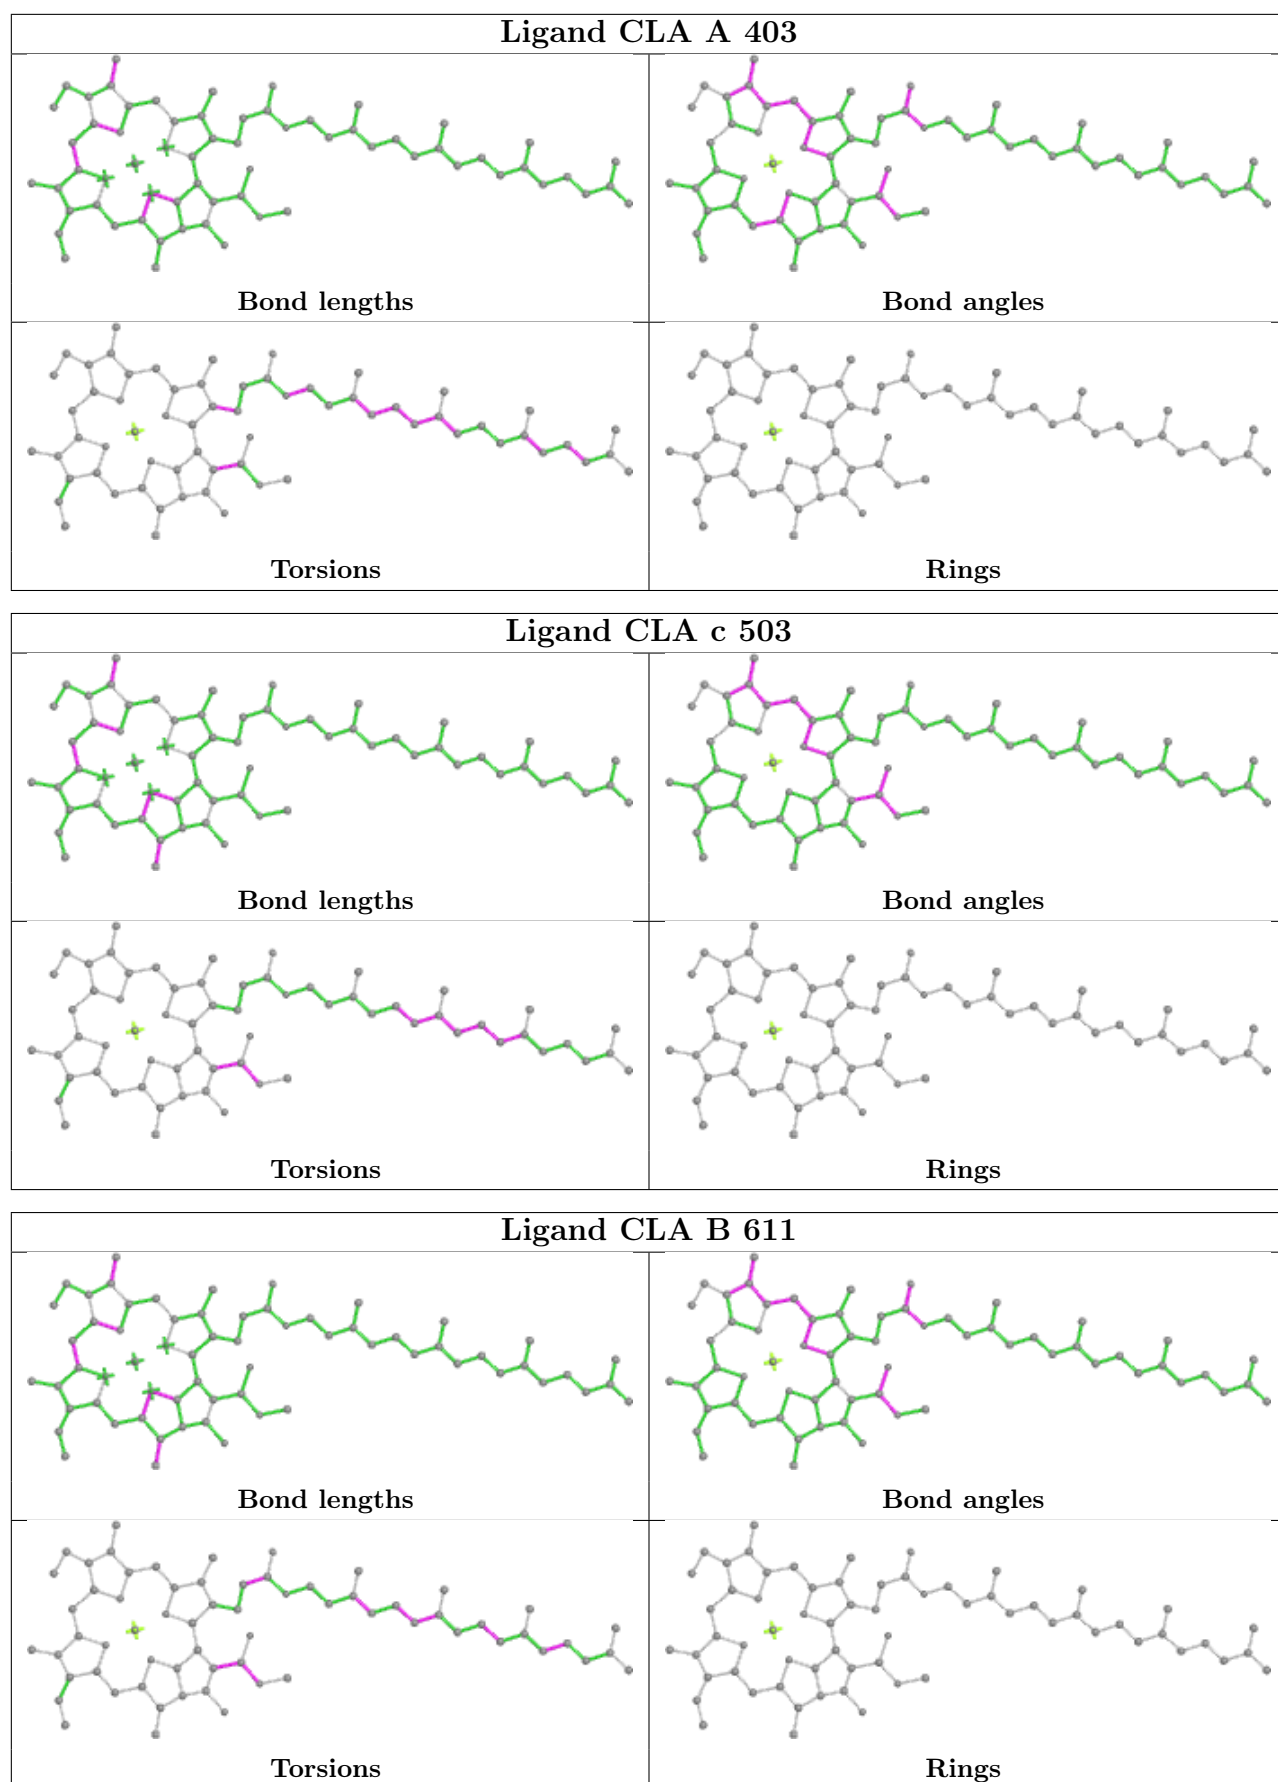 Ligand CLA A 403
Bond lengths
Bond angles
Torsions
Rings
Ligand CLA c 503
Bond lengths
Bond angles
Torsions
Rings
Ligand CLA B 611
Bond lengths
Bond angles
Torsions
Rings